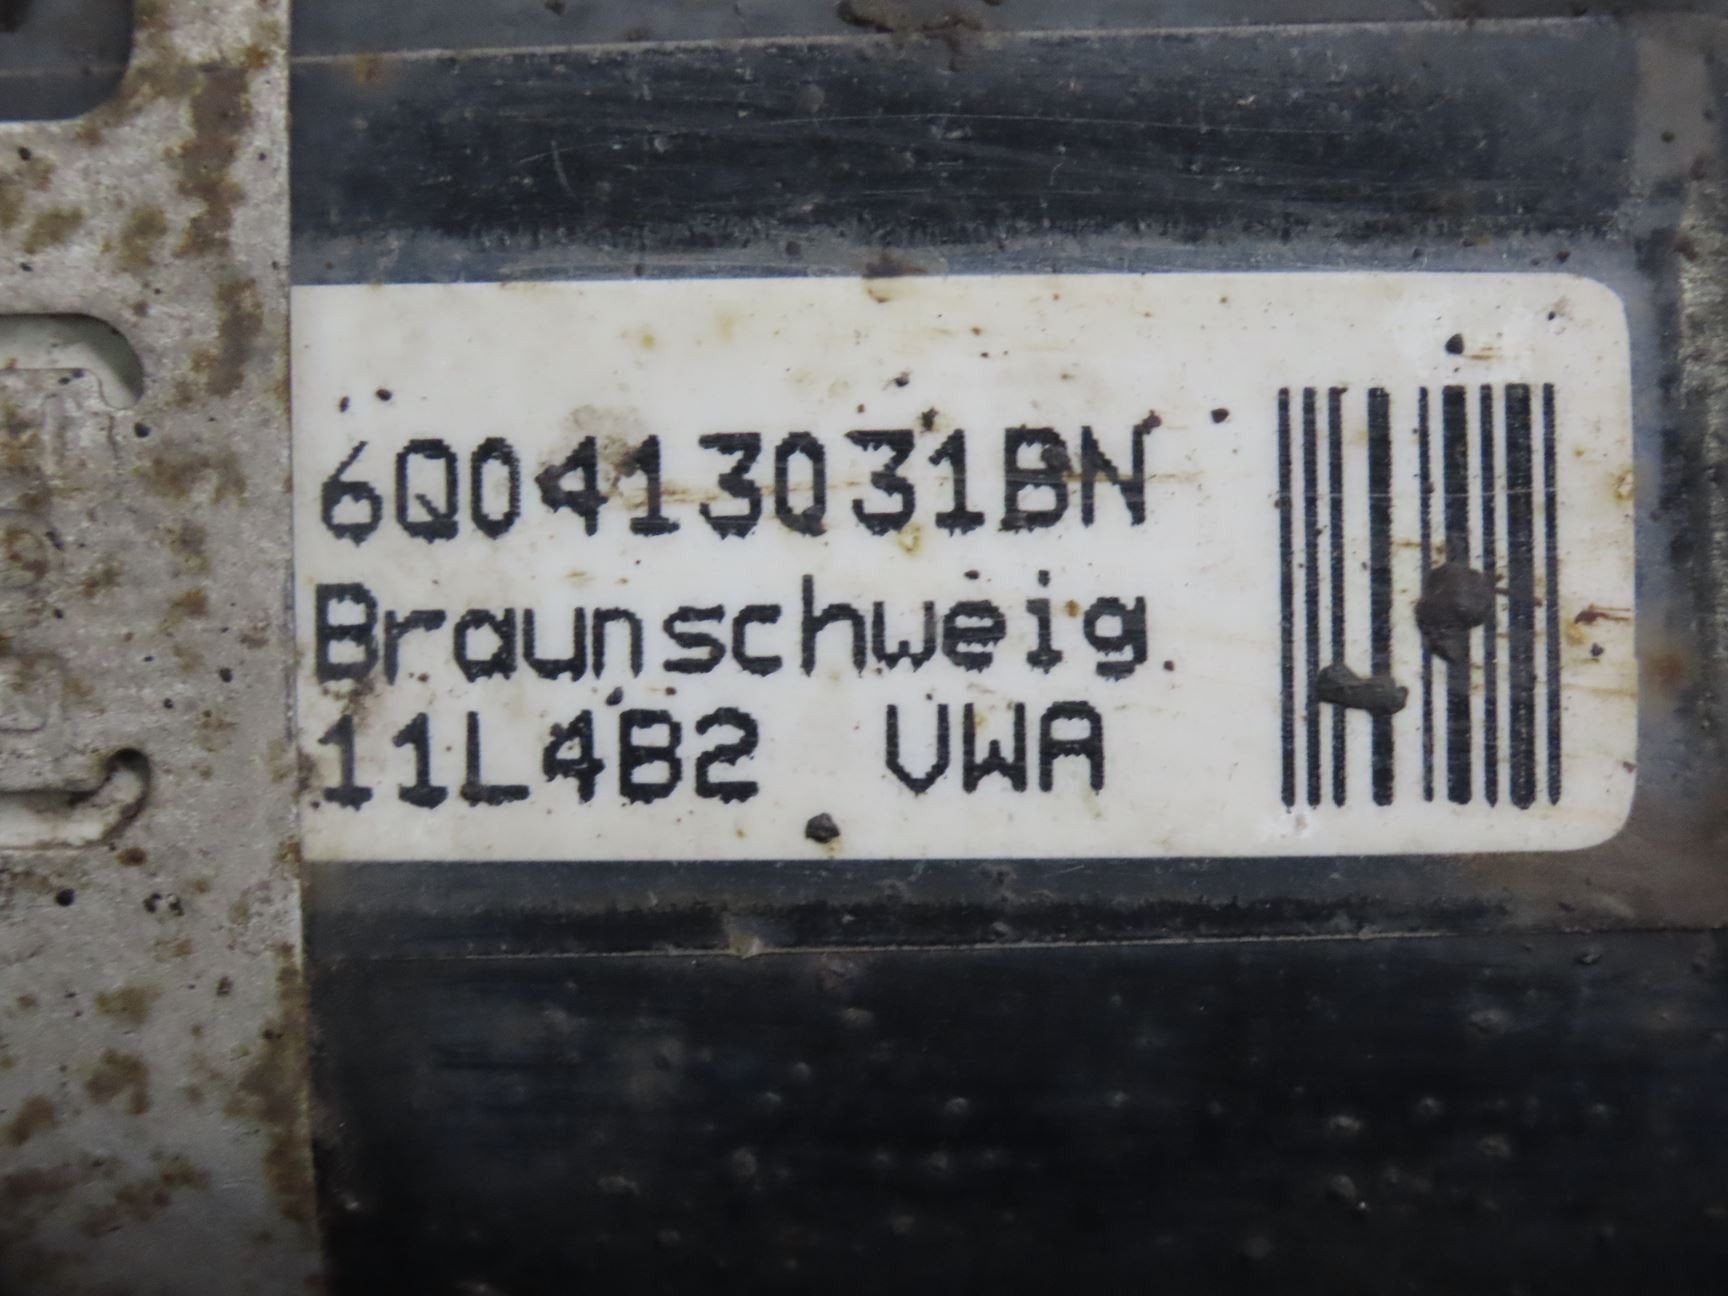 6Q0413031BN
Braunschweig
11L4B2 VWA